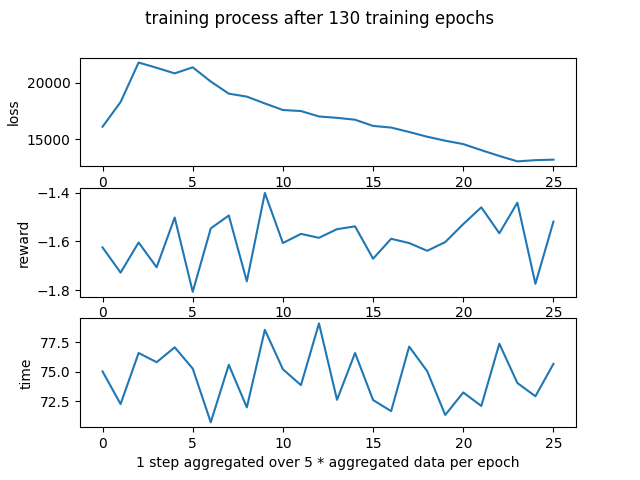 training process after 130 training epochs
20000
15000
loss
0 5 10 15 20 25
−1.4
−1.6
−1.8
reward
0 5 10 15 20 25
77.5
75.0
72.5
time
0 5 10 15 20 25
1 step aggregated over 5 * aggregated data per epoch